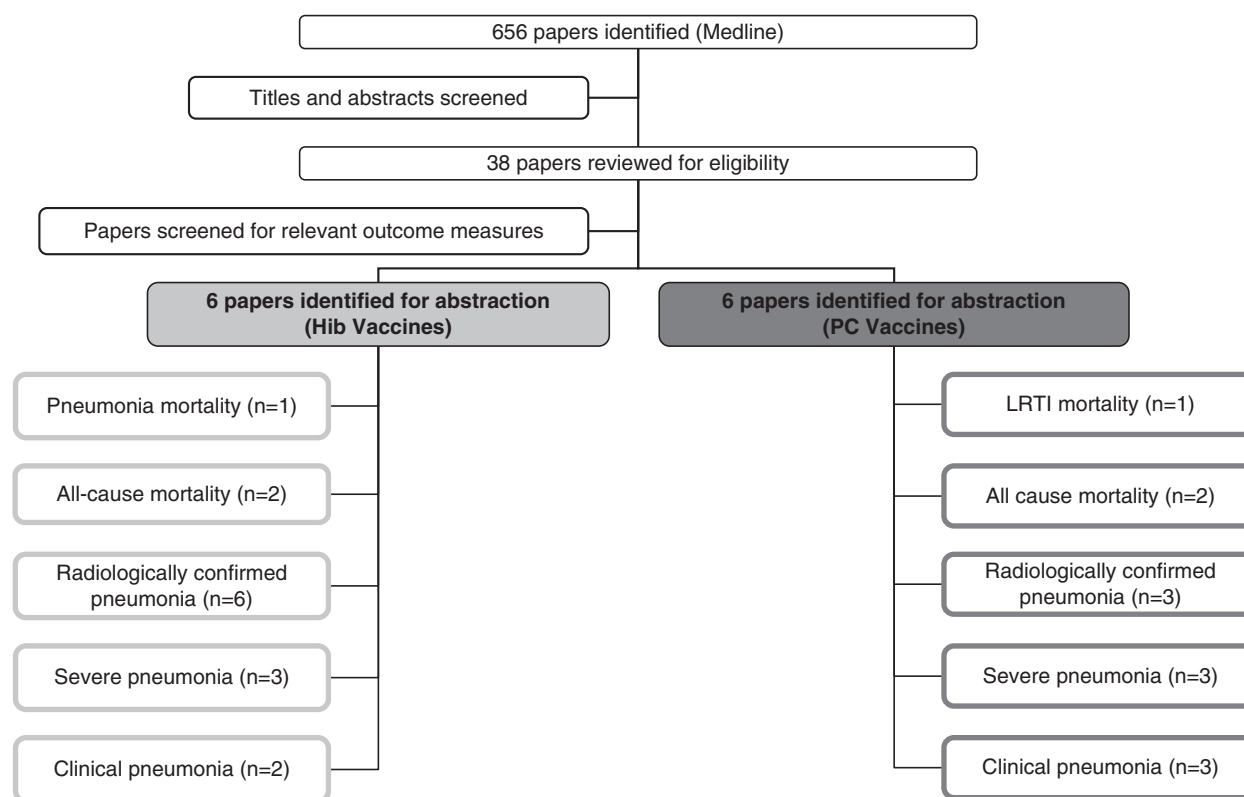 656 papers identified (Medline)
Titles and abstracts screened
38 papers reviewed for eligibility
Papers screened for relevant outcome measures
6 papers identified for abstraction
(Hib Vaccines)
6 papers identified for abstraction
(PC Vaccines)
Pneumonia mortality (n=1)
All-cause mortality (n=2)
Radiologically confirmed
pneumonia (n=6)
Severe pneumonia (n=3)
Clinical pneumonia (n=2)
LRTI mortality (n=1)
All cause mortality (n=2)
Radiologically confirmed
pneumonia (n=3)
Severe pneumonia (n=3)
Clinical pneumonia (n=3)